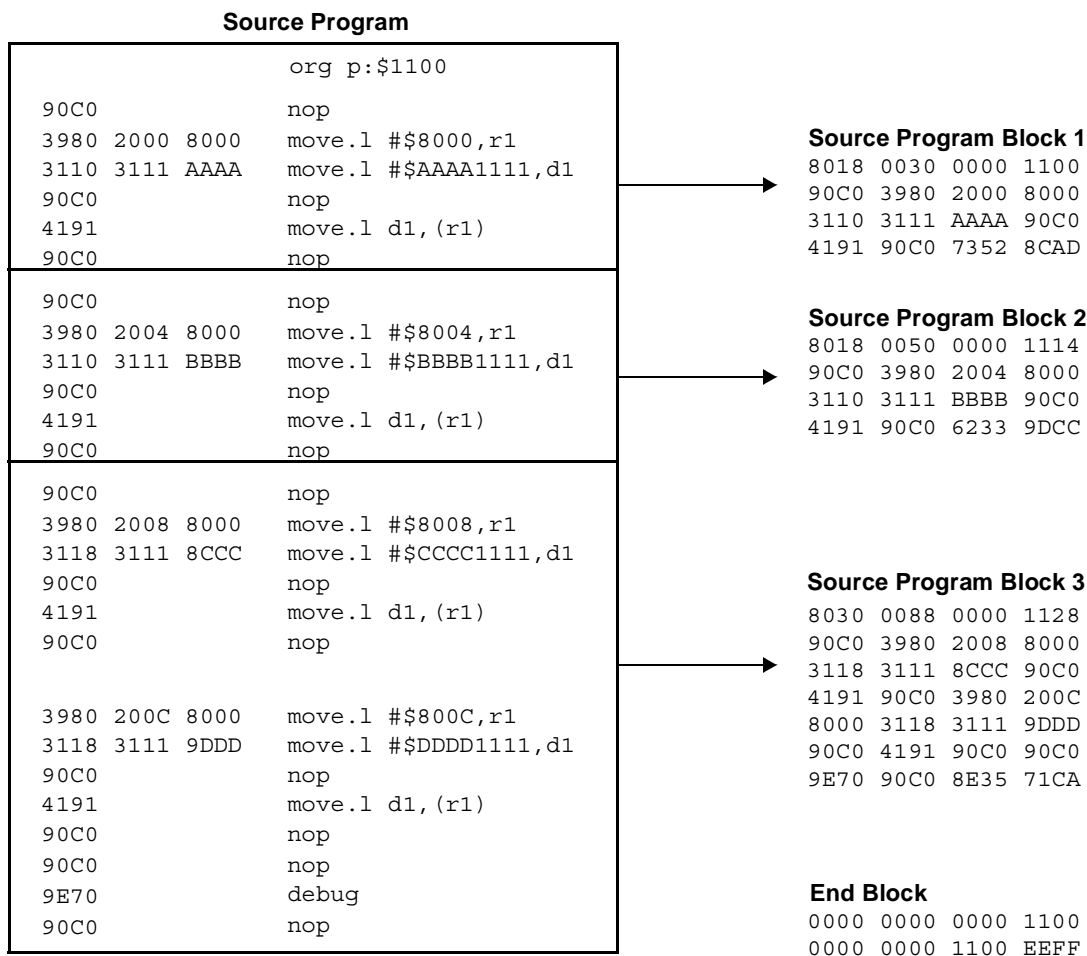 Source Program
org p:$1100
90C0 nop
3980 2000 8000 move.l #$8000,r1
3110 3111 AAAA move.l #$AAAA1111,d1
90C0 nop
4191 move.l d1,(r1)
90C0 nop
90C0 nop
3980 2004 8000 move.l #$8004,r1
3110 3111 BBBB move.l #$BBBB1111,d1
90C0 nop
4191 move.l d1,(r1)
90C0 nop
90C0 nop
3980 2008 8000 move.l #$8008,r1
3118 3111 8CCC move.l #$CCCC1111,d1
90C0 nop
4191 move.l d1,(r1)
90C0 nop
3980 200C 8000 move.l #$800C,r1
3118 3111 9DDD move.l #$DDDD1111,d1
90C0 nop
4191 move.l d1,(r1)
90C0 nop
90C0 nop
9E70 debug
90C0 nop
Source Program Block 1
8018 0030 0000 1100
90C0 3980 2000 8000
3110 3111 AAAA 90C0
4191 90C0 7352 8CAD
Source Program Block 2
8018 0050 0000 1114
90C0 3980 2004 8000
3110 3111 BBBB 90C0
4191 90C0 6233 9DCC
Source Program Block 3
8030 0088 0000 1128
90C0 3980 2008 8000
3118 3111 8CCC 90C0
4191 90C0 3980 200C
8000 3118 3111 9DDD
90C0 4191 90C0 90C0
9E70 90C0 8E35 71CA
End Block
0000 0000 0000 1100
0000 0000 1100 EEFF